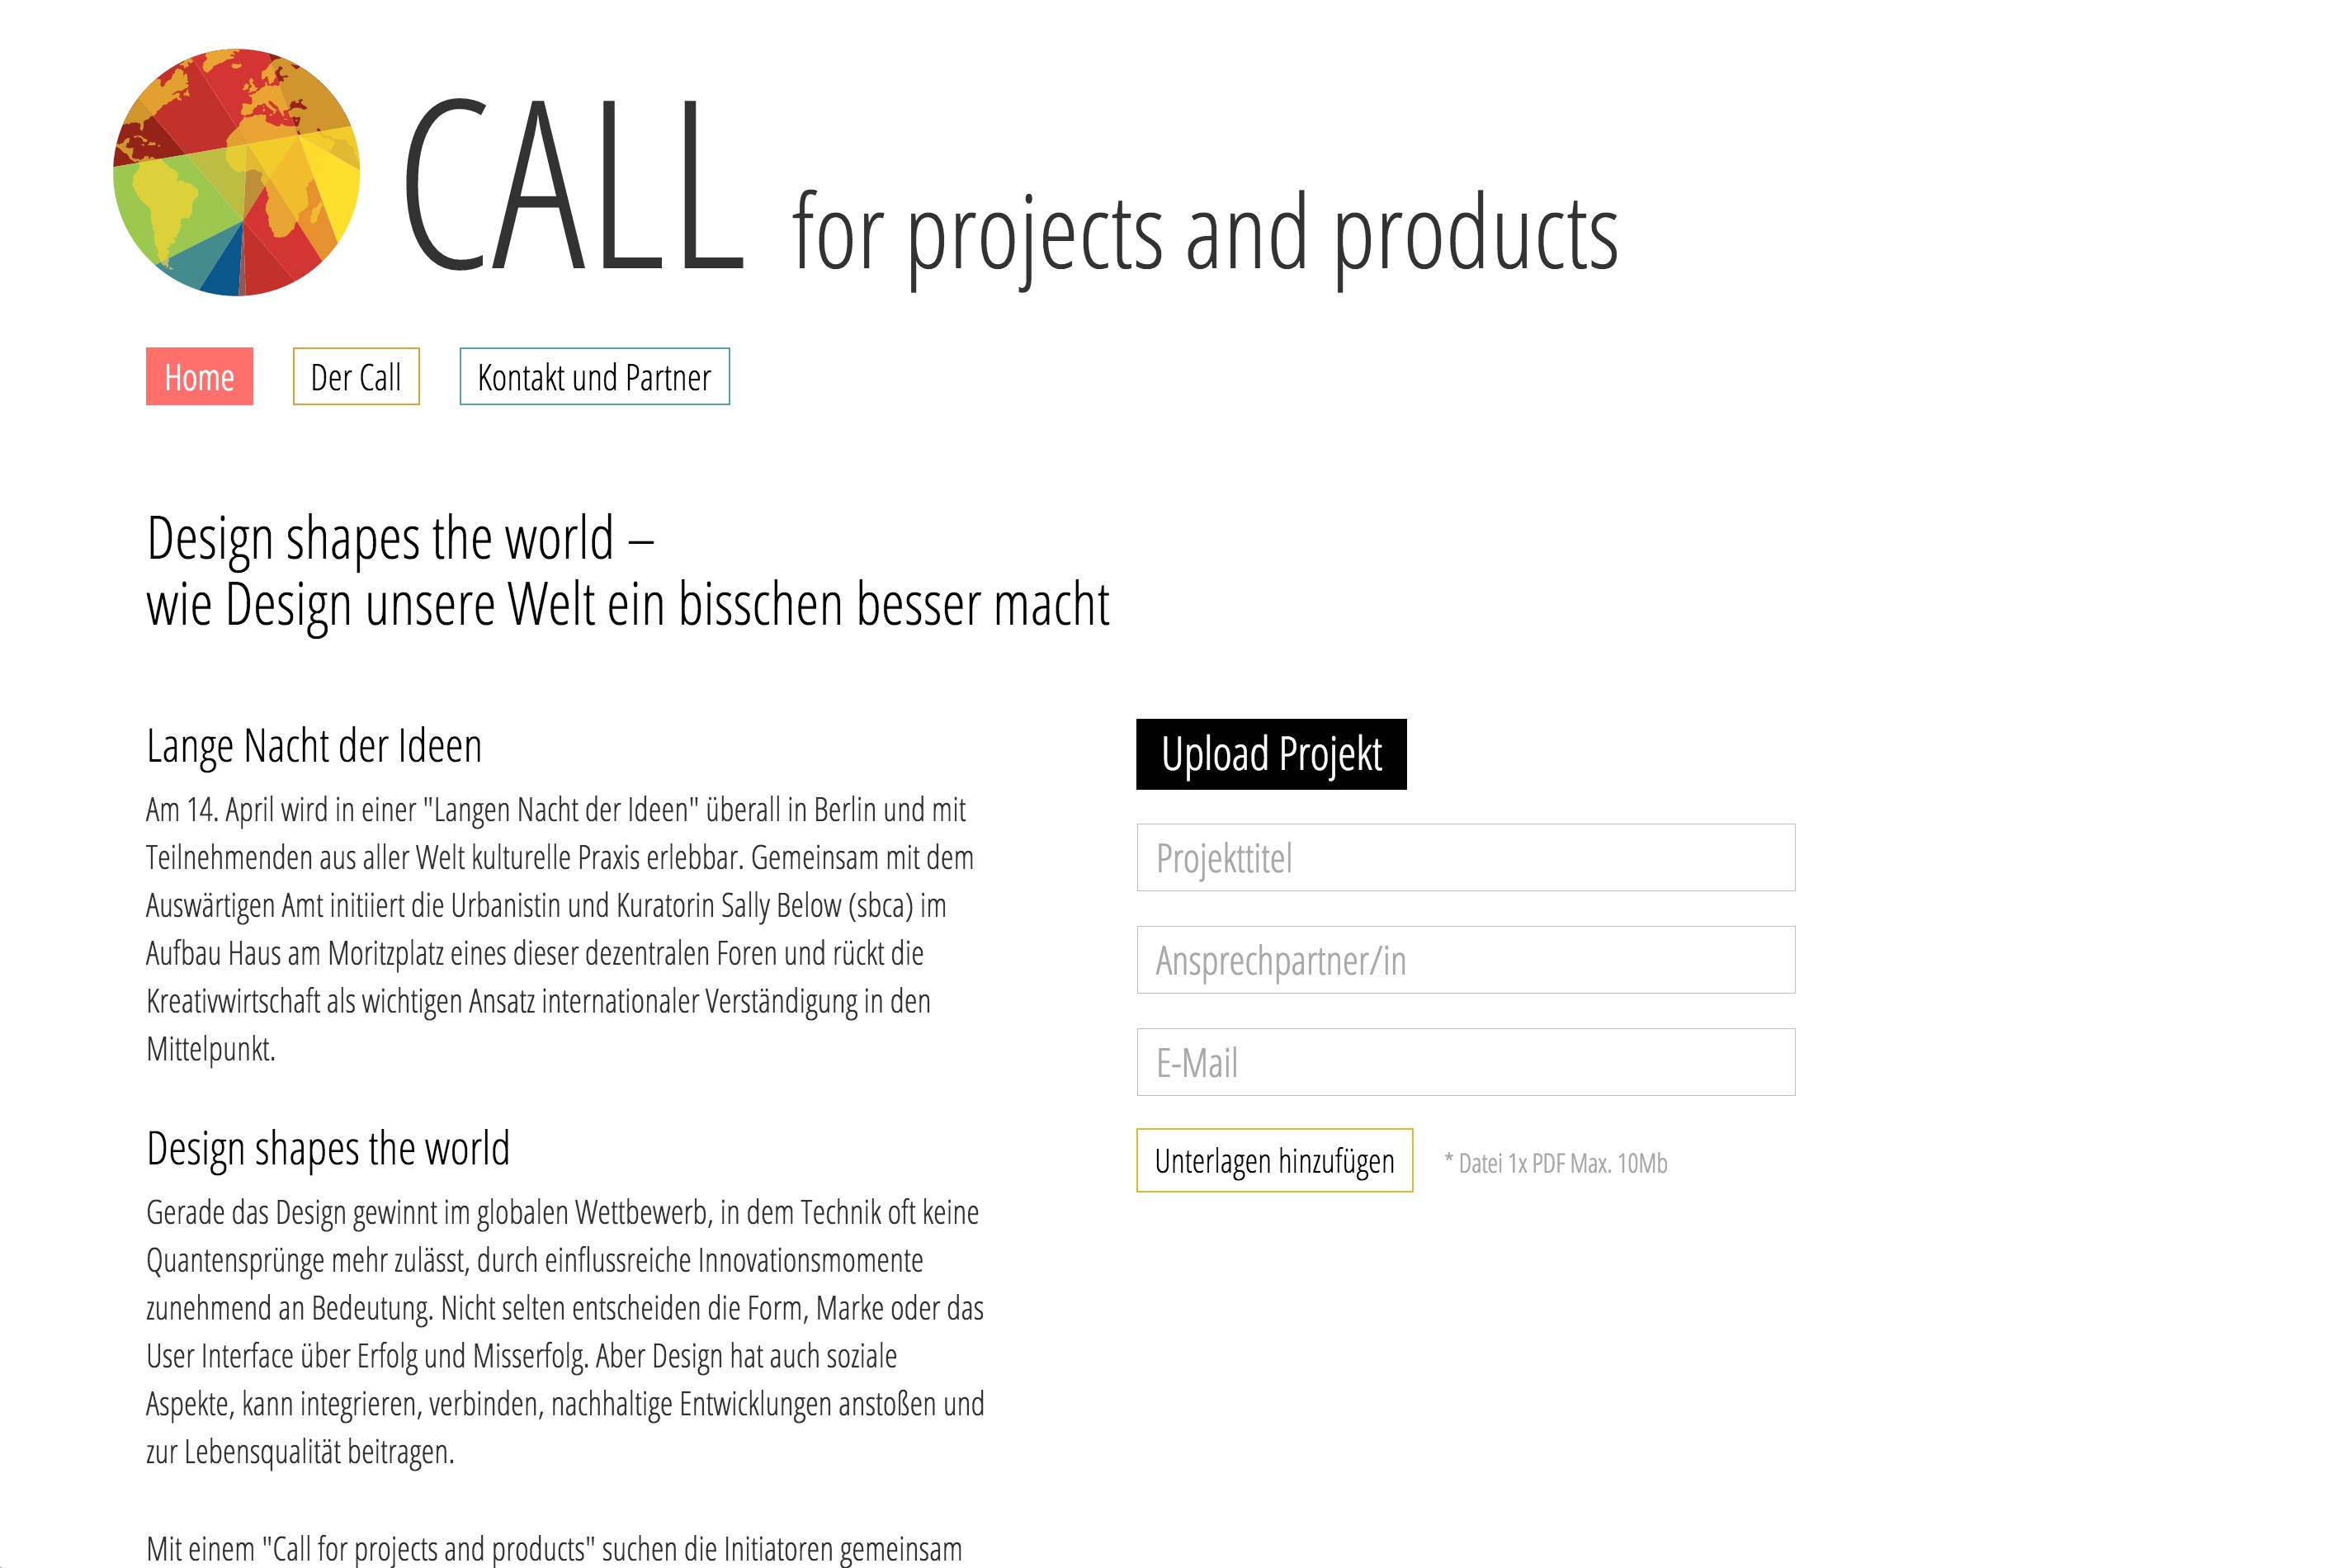 CALL for projects and products
Home
Der Call
Kontakt und Partner
Design shapes the world –
wie Design unsere Welt ein bisschen besser macht
Lange Nacht der Ideen
Am 14. April wird in einer "Langen Nacht der Ideen" überall in Berlin und mit
Teilnehmenden aus aller Welt kulturelle Praxis erlebbar. Gemeinsam mit dem
Auswärtigen Amt initiiert die Urbanistin und Kuratorin Sally Below (sbca) im
Aufbau Haus am Moritzplatz eines dieser dezentralen Foren und rückt die
Kreativwirtschaft als wichtigen Ansatz internationaler Verständigung in den
Mittelpunkt.
Design shapes the world
Gerade das Design gewinnt im globalen Wettbewerb, in dem Technik oft keine
Quantensprünge mehr zulässt, durch einflussreiche Innovationsmomente
zunehmend an Bedeutung. Nicht selten entscheiden die Form, Marke oder das
User Interface über Erfolg und Misserfolg. Aber Design hat auch soziale
Aspekte, kann integrieren, verbinden, nachhaltige Entwicklungen anstoßen und
zur Lebensqualität beitragen.
Mit einem "Call for projects and products" suchen die Initiatoren gemeinsam
Upload Projekt
Projekttitel
Ansprechpartner/in
E-Mail
Unterlagen hinzufügen
* Datei 1x PDF Max. 10Mb